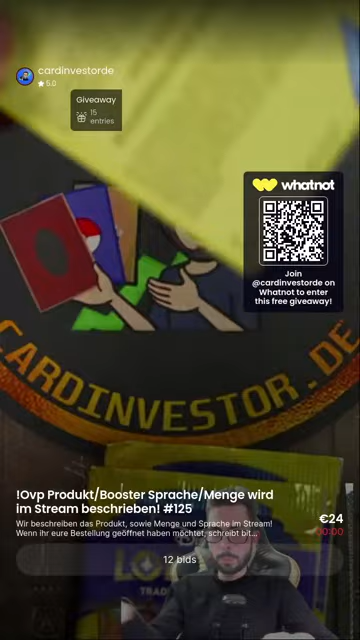 cardinvestorde
★ 5.0
Giveaway
15
entries
whatnot
Join
@cardinvestorde on
Whatnot to enter
this free giveaway!
CARDINVESTOR.DE
!Ovp Produkt/Booster Sprache/Menge wird
im Stream beschrieben! #125
€24
Wir beschreiben das Produkt, sowie Menge und Sprache im Stream!
00:00
Wenn ihr eure Bestellung geöffnet haben möchtet, schreibt bit...
12 bids